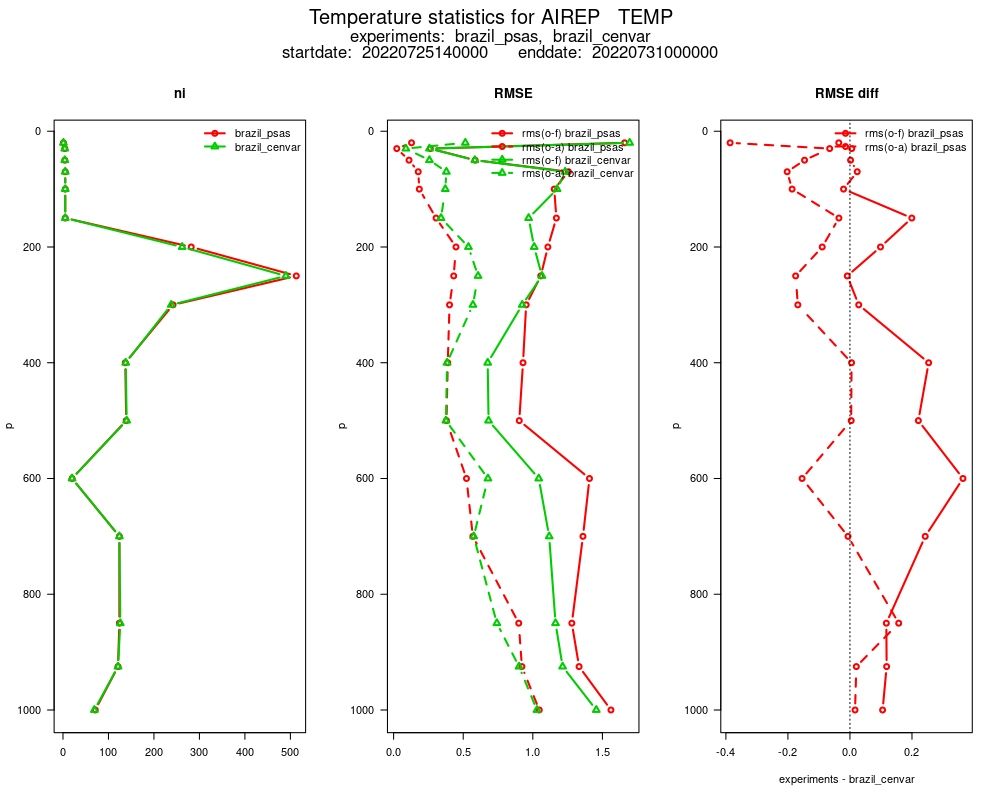 Temperature statistics for AIREP   TEMP
experiments:  brazil_psas,  brazil_cenvar
startdate:  20220725140000      enddate:  20220731000000
ni
RMSE
RMSE diff
brazil_psas
brazil_cenvar
rms(o-f) brazil_psas
rms(o-a) brazil_psas
rms(o-f) brazil_cenvar
rms(o-a) brazil_cenvar
rms(o-f) brazil_psas
rms(o-a) brazil_psas
p
0
200
400
600
800
1000
0 100 200 300 400 500
p
0
200
400
600
800
1000
0.0 0.5 1.0 1.5
p
0
200
400
600
800
1000
-0.4 -0.2 0.0 0.2
experiments - brazil_cenvar